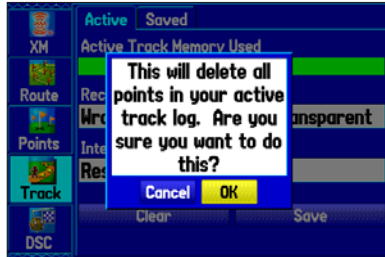 Active Saved
XM
Active Track Memory Used
This will delete all
points in your active
track log. Are you
sure you want to do
this?
Cancel OK
Route
Rec
Wra
ansparent
Points
Inte
Res
Track
Clear Save
DSC